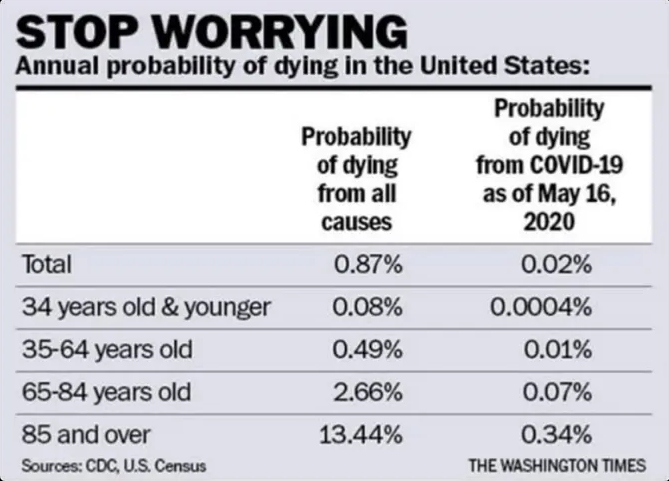 STOP WORRYING
Annual probability of dying in the United States:
Probability of dying from all causes
Probability of dying from COVID-19 as of May 16, 2020
Total 0.87% 0.02%
34 years old & younger 0.08% 0.0004%
35-64 years old 0.49% 0.01%
65-84 years old 2.66% 0.07%
85 and over 13.44% 0.34%
Sources: CDC, U.S. Census THE WASHINGTON TIMES